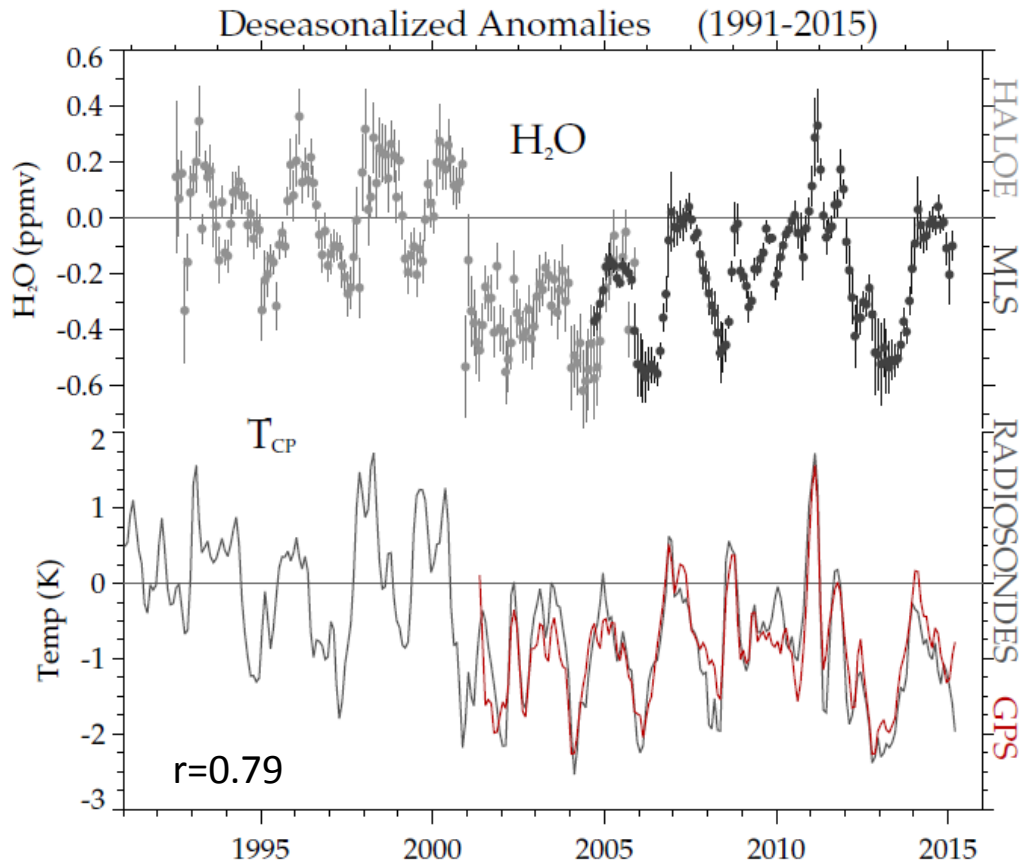 Deseasonalized Anomalies (1991-2015)
0.6
0.4
0.2
0.0
-0.2
-0.4
-0.6
H₂O (ppmv)
H₂O
HALOE
MLS
T_CP
2
1
0
-1
-2
-3
Temp (K)
r=0.79
RADIOSONDES
GPS
1995
2000
2005
2010
2015